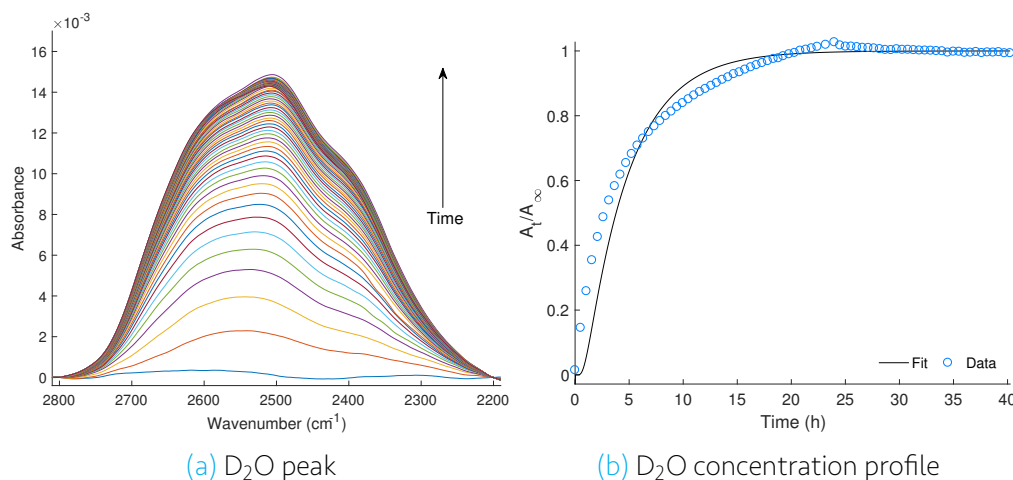 ×10⁻³
16
14
12
10
8
6
4
2
0
Absorbance
2800 2700 2600 2500 2400 2300 2200
Wavenumber (cm⁻¹)
Time
(a) D₂O peak
1
0.8
0.6
0.4
0.2
0
Aₜ/A∞
0 5 10 15 20 25 30 35 40
Time (h)
Fit Data
(b) D₂O concentration profile